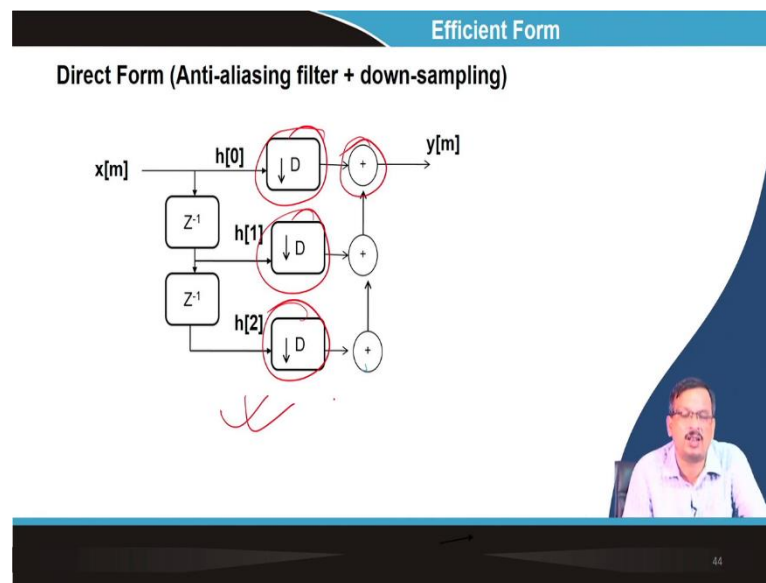 Efficient Form
Direct Form (Anti-aliasing filter + down-sampling)
x[m]
h[0]
↓ D
+
y[m]
Z-1
h[1]
↓ D
+
Z-1
h[2]
↓ D
+
44